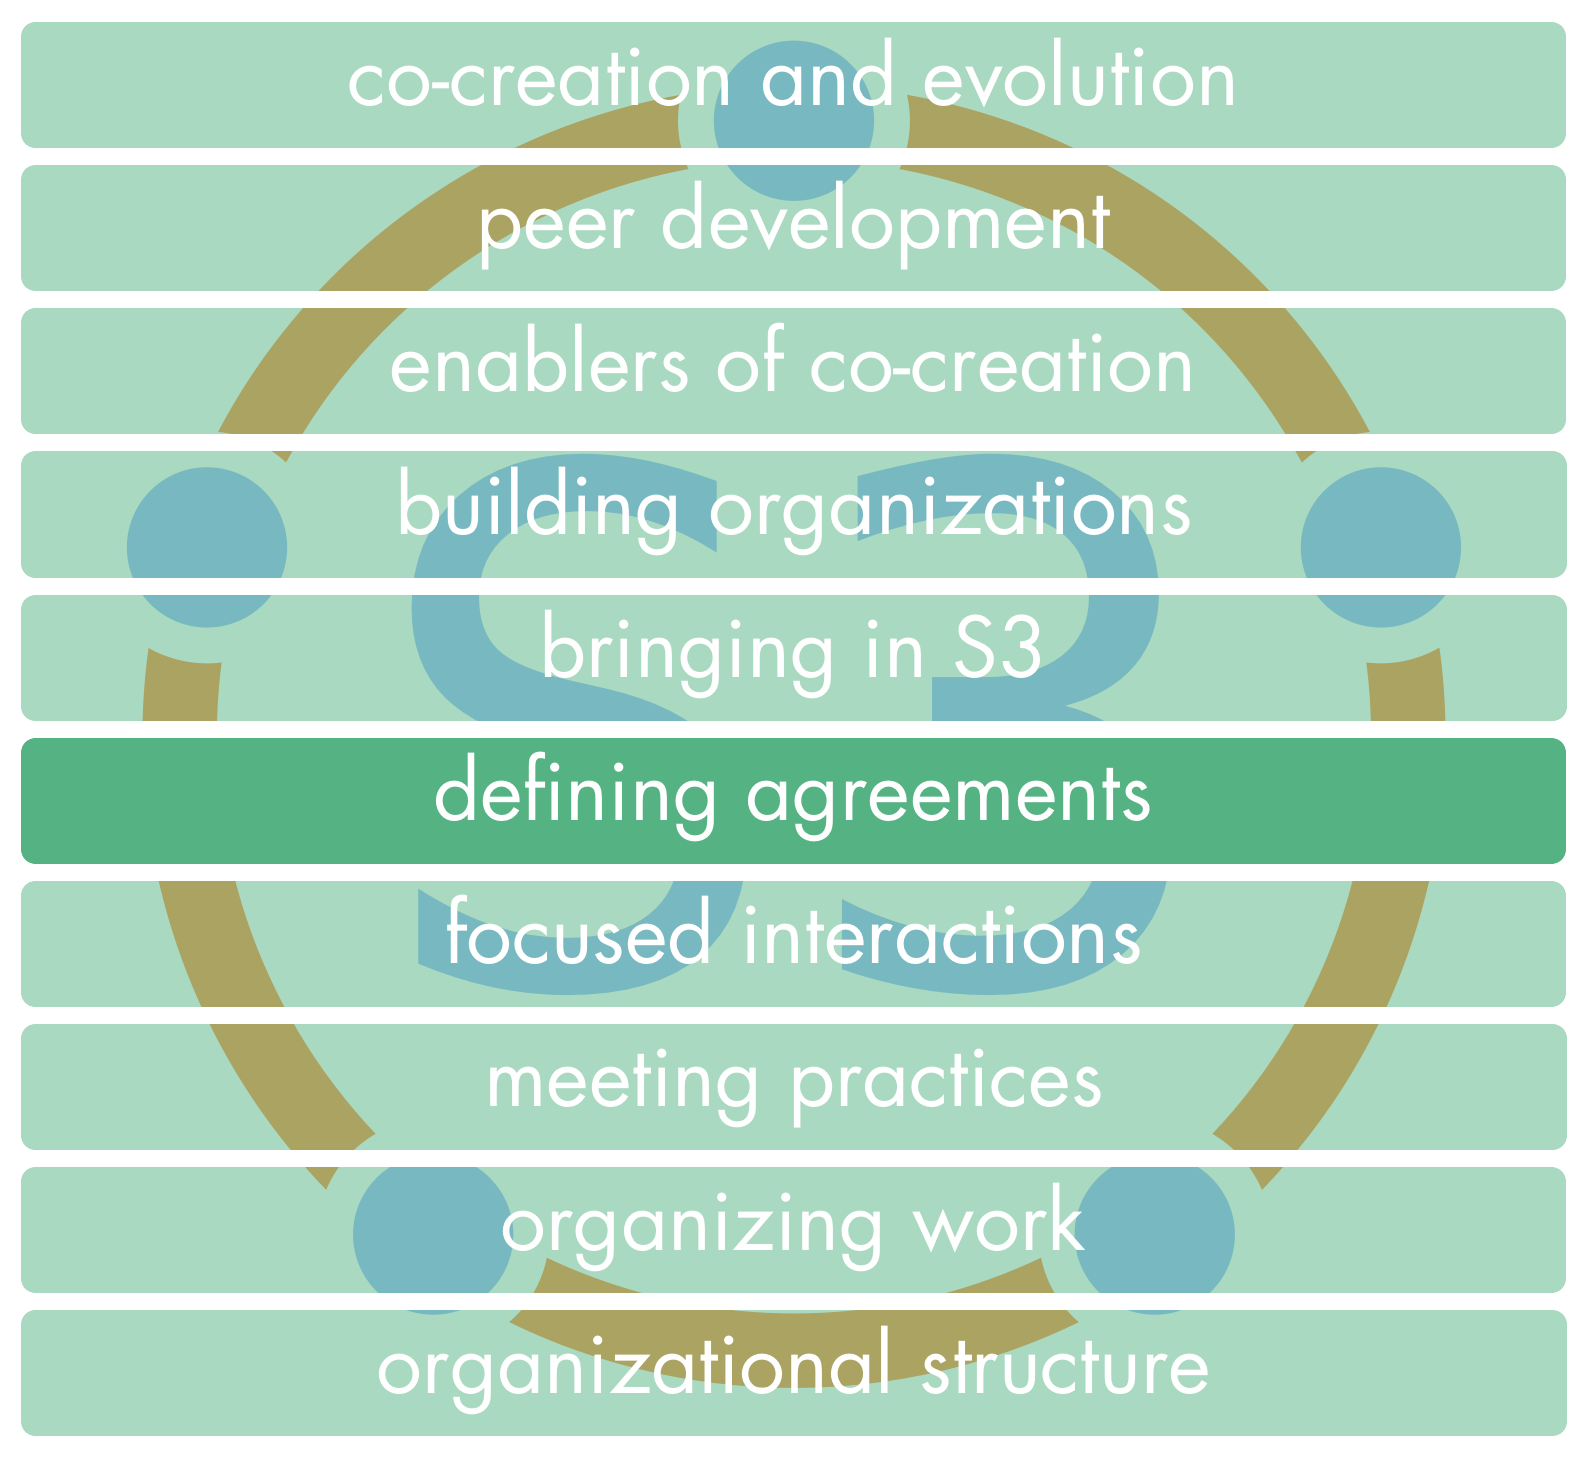 co-creation and evolution
peer development
enablers of co-creation
building organizations
bringing in S3
defining agreements
focused interactions
meeting practices
organizing work
organizational structure
S3